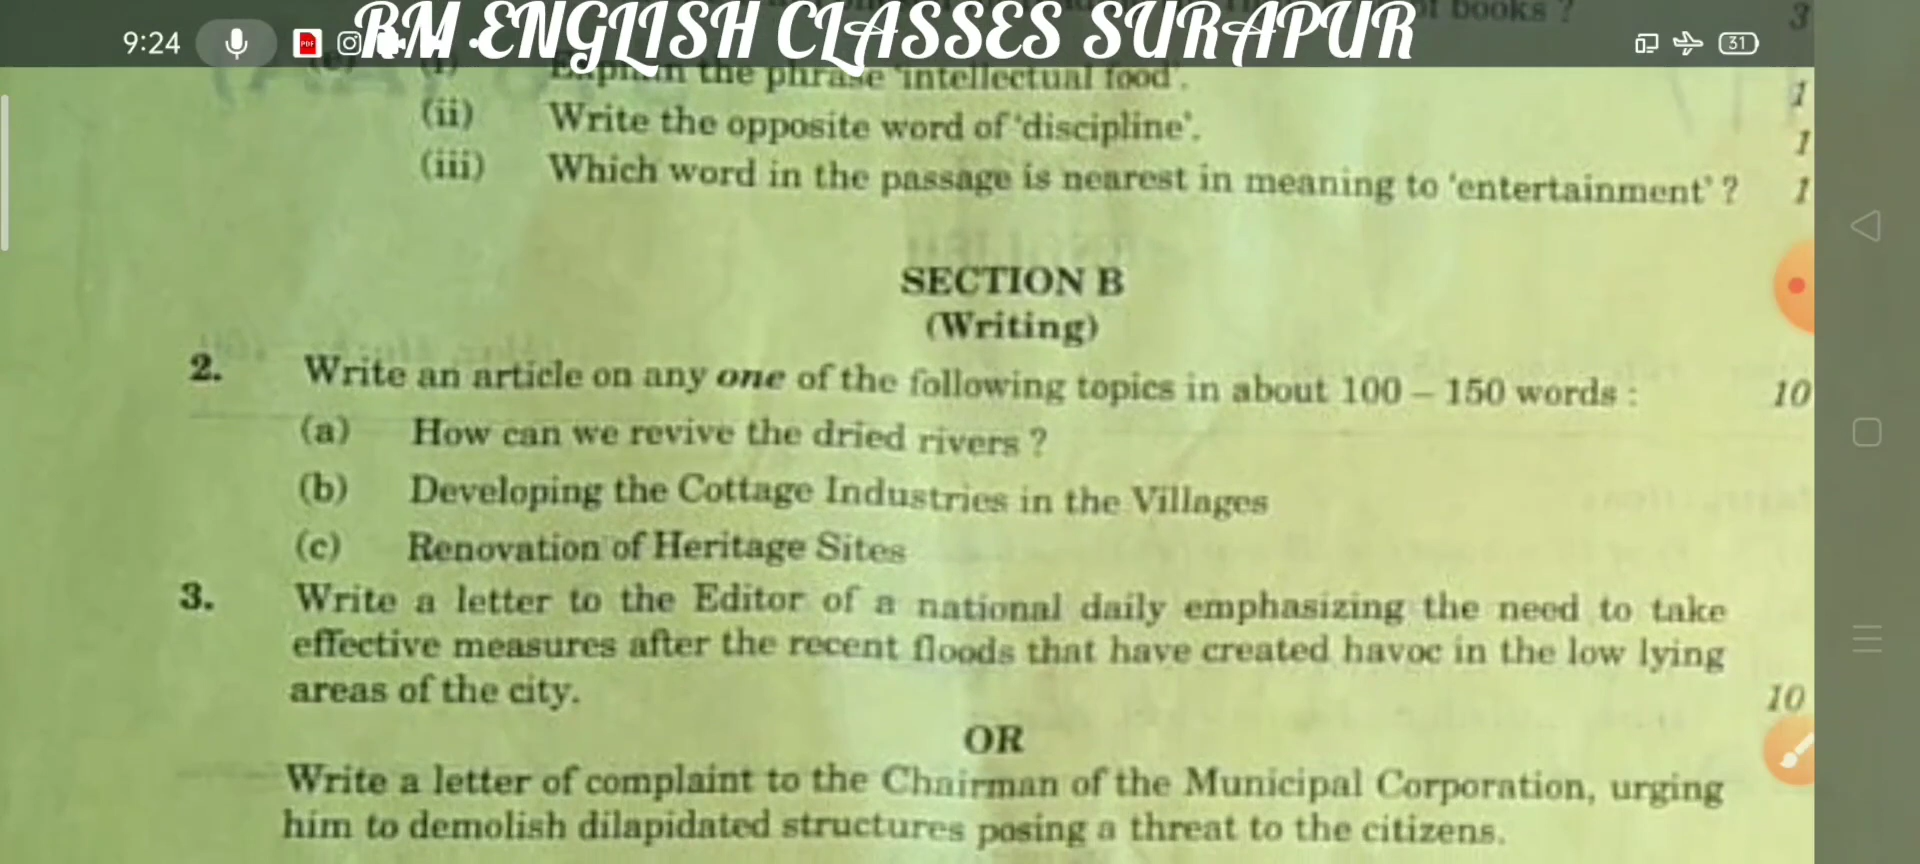 of books ? 3
9:24 RM ENGLISH CLASSES SURAPUR 31
the phrase 'intellectual food'. 1
(ii) Write the opposite word of 'discipline'. 1
(iii) Which word in the passage is nearest in meaning to 'entertainment' ? 1
SECTION B
(Writing)
2. Write an article on any one of the following topics in about 100 – 150 words : 10
(a) How can we revive the dried rivers ?
(b) Developing the Cottage Industries in the Villages
(c) Renovation of Heritage Sites
3. Write a letter to the Editor of a national daily emphasizing the need to take
effective measures after the recent floods that have created havoc in the low lying
areas of the city. 10
OR
Write a letter of complaint to the Chairman of the Municipal Corporation, urging
him to demolish dilapidated structures posing a threat to the citizens.